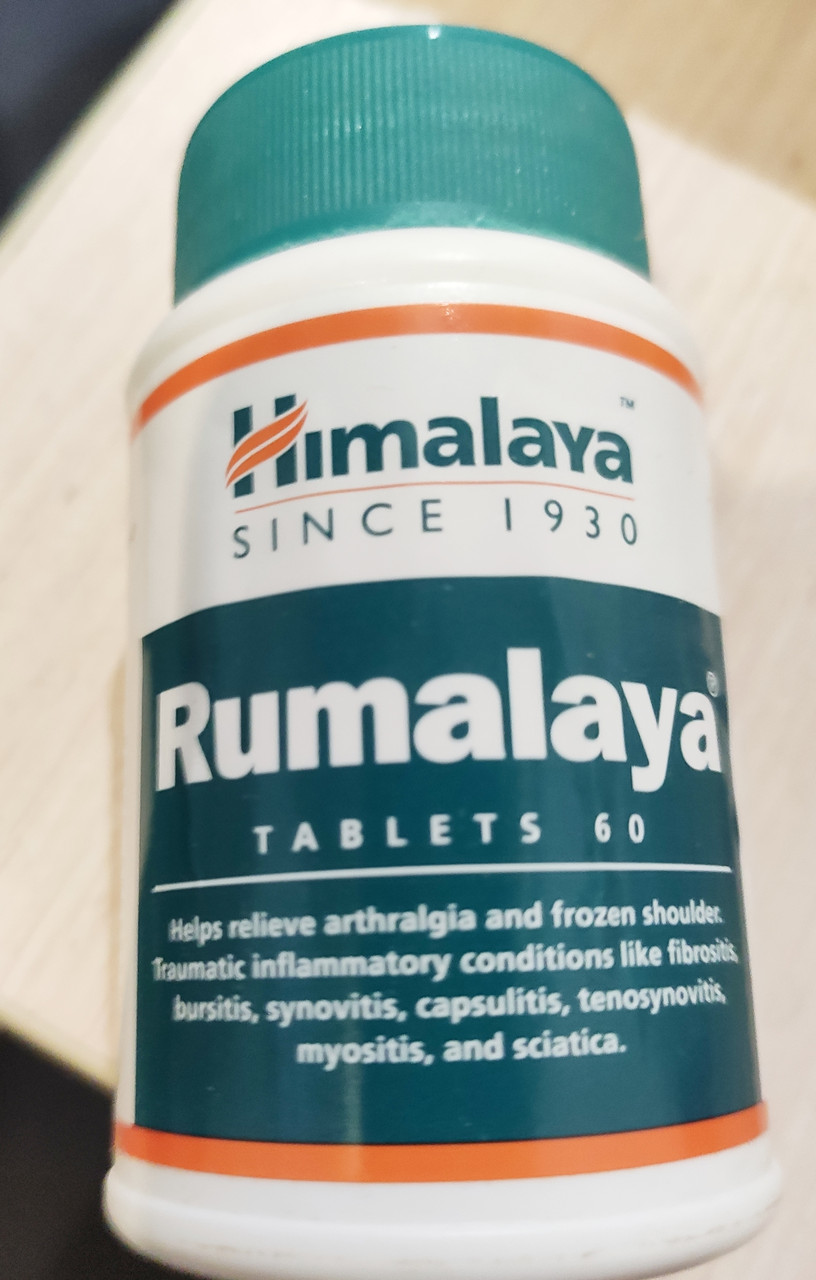 Himalaya™
SINCE 1930
Rumalaya®
TABLETS 60
Helps relieve arthralgia and frozen shoulder.
Traumatic inflammatory conditions like fibrositis,
bursitis, synovitis, capsulitis, tenosynovitis,
myositis, and sciatica.